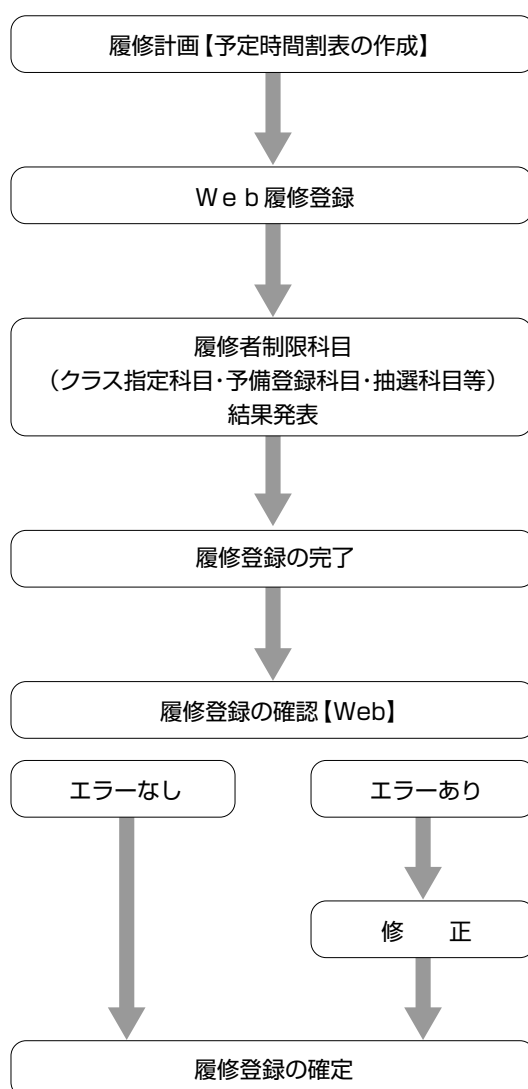 履修計画【予定時間割表の作成】
Ｗｅｂ履修登録
履修者制限科目
（クラス指定科目・予備登録科目・抽選科目等）
結果発表
履修登録の完了
履修登録の確認【Web】
エラーなし
エラーあり
修　　正
履修登録の確定